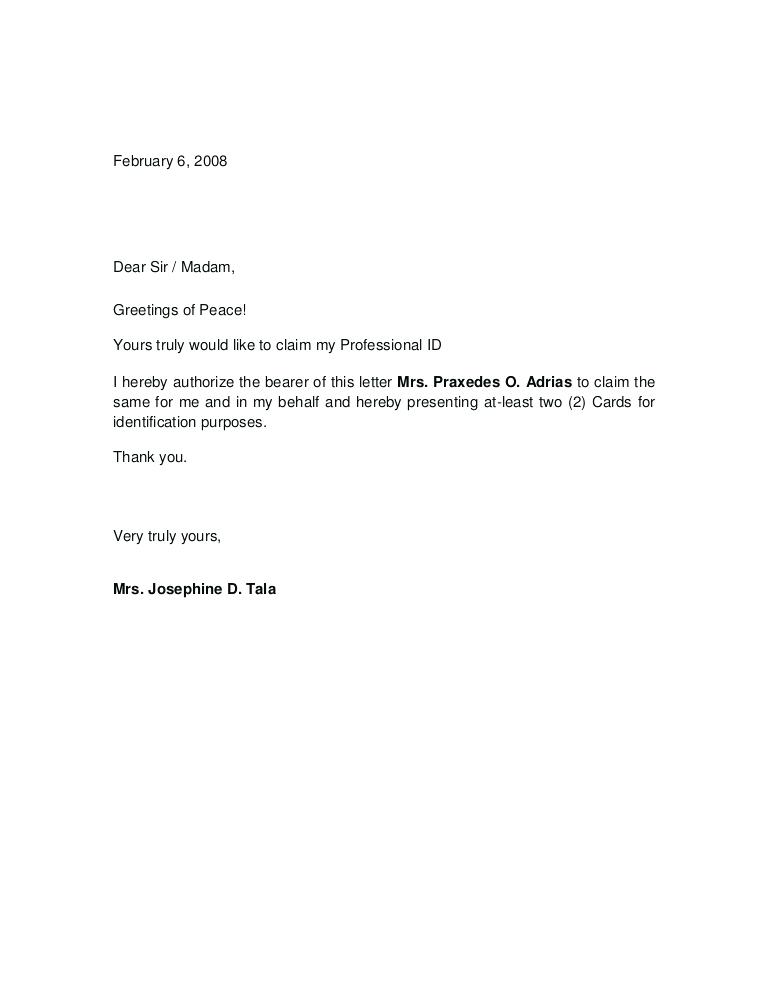 February 6, 2008
Dear Sir / Madam,
Greetings of Peace!
Yours truly would like to claim my Professional ID
I hereby authorize the bearer of this letter Mrs. Praxedes O. Adrias to claim the
same for me and in my behalf and hereby presenting at-least two (2) Cards for
identification purposes.
Thank you.
Very truly yours,
Mrs. Josephine D. Tala